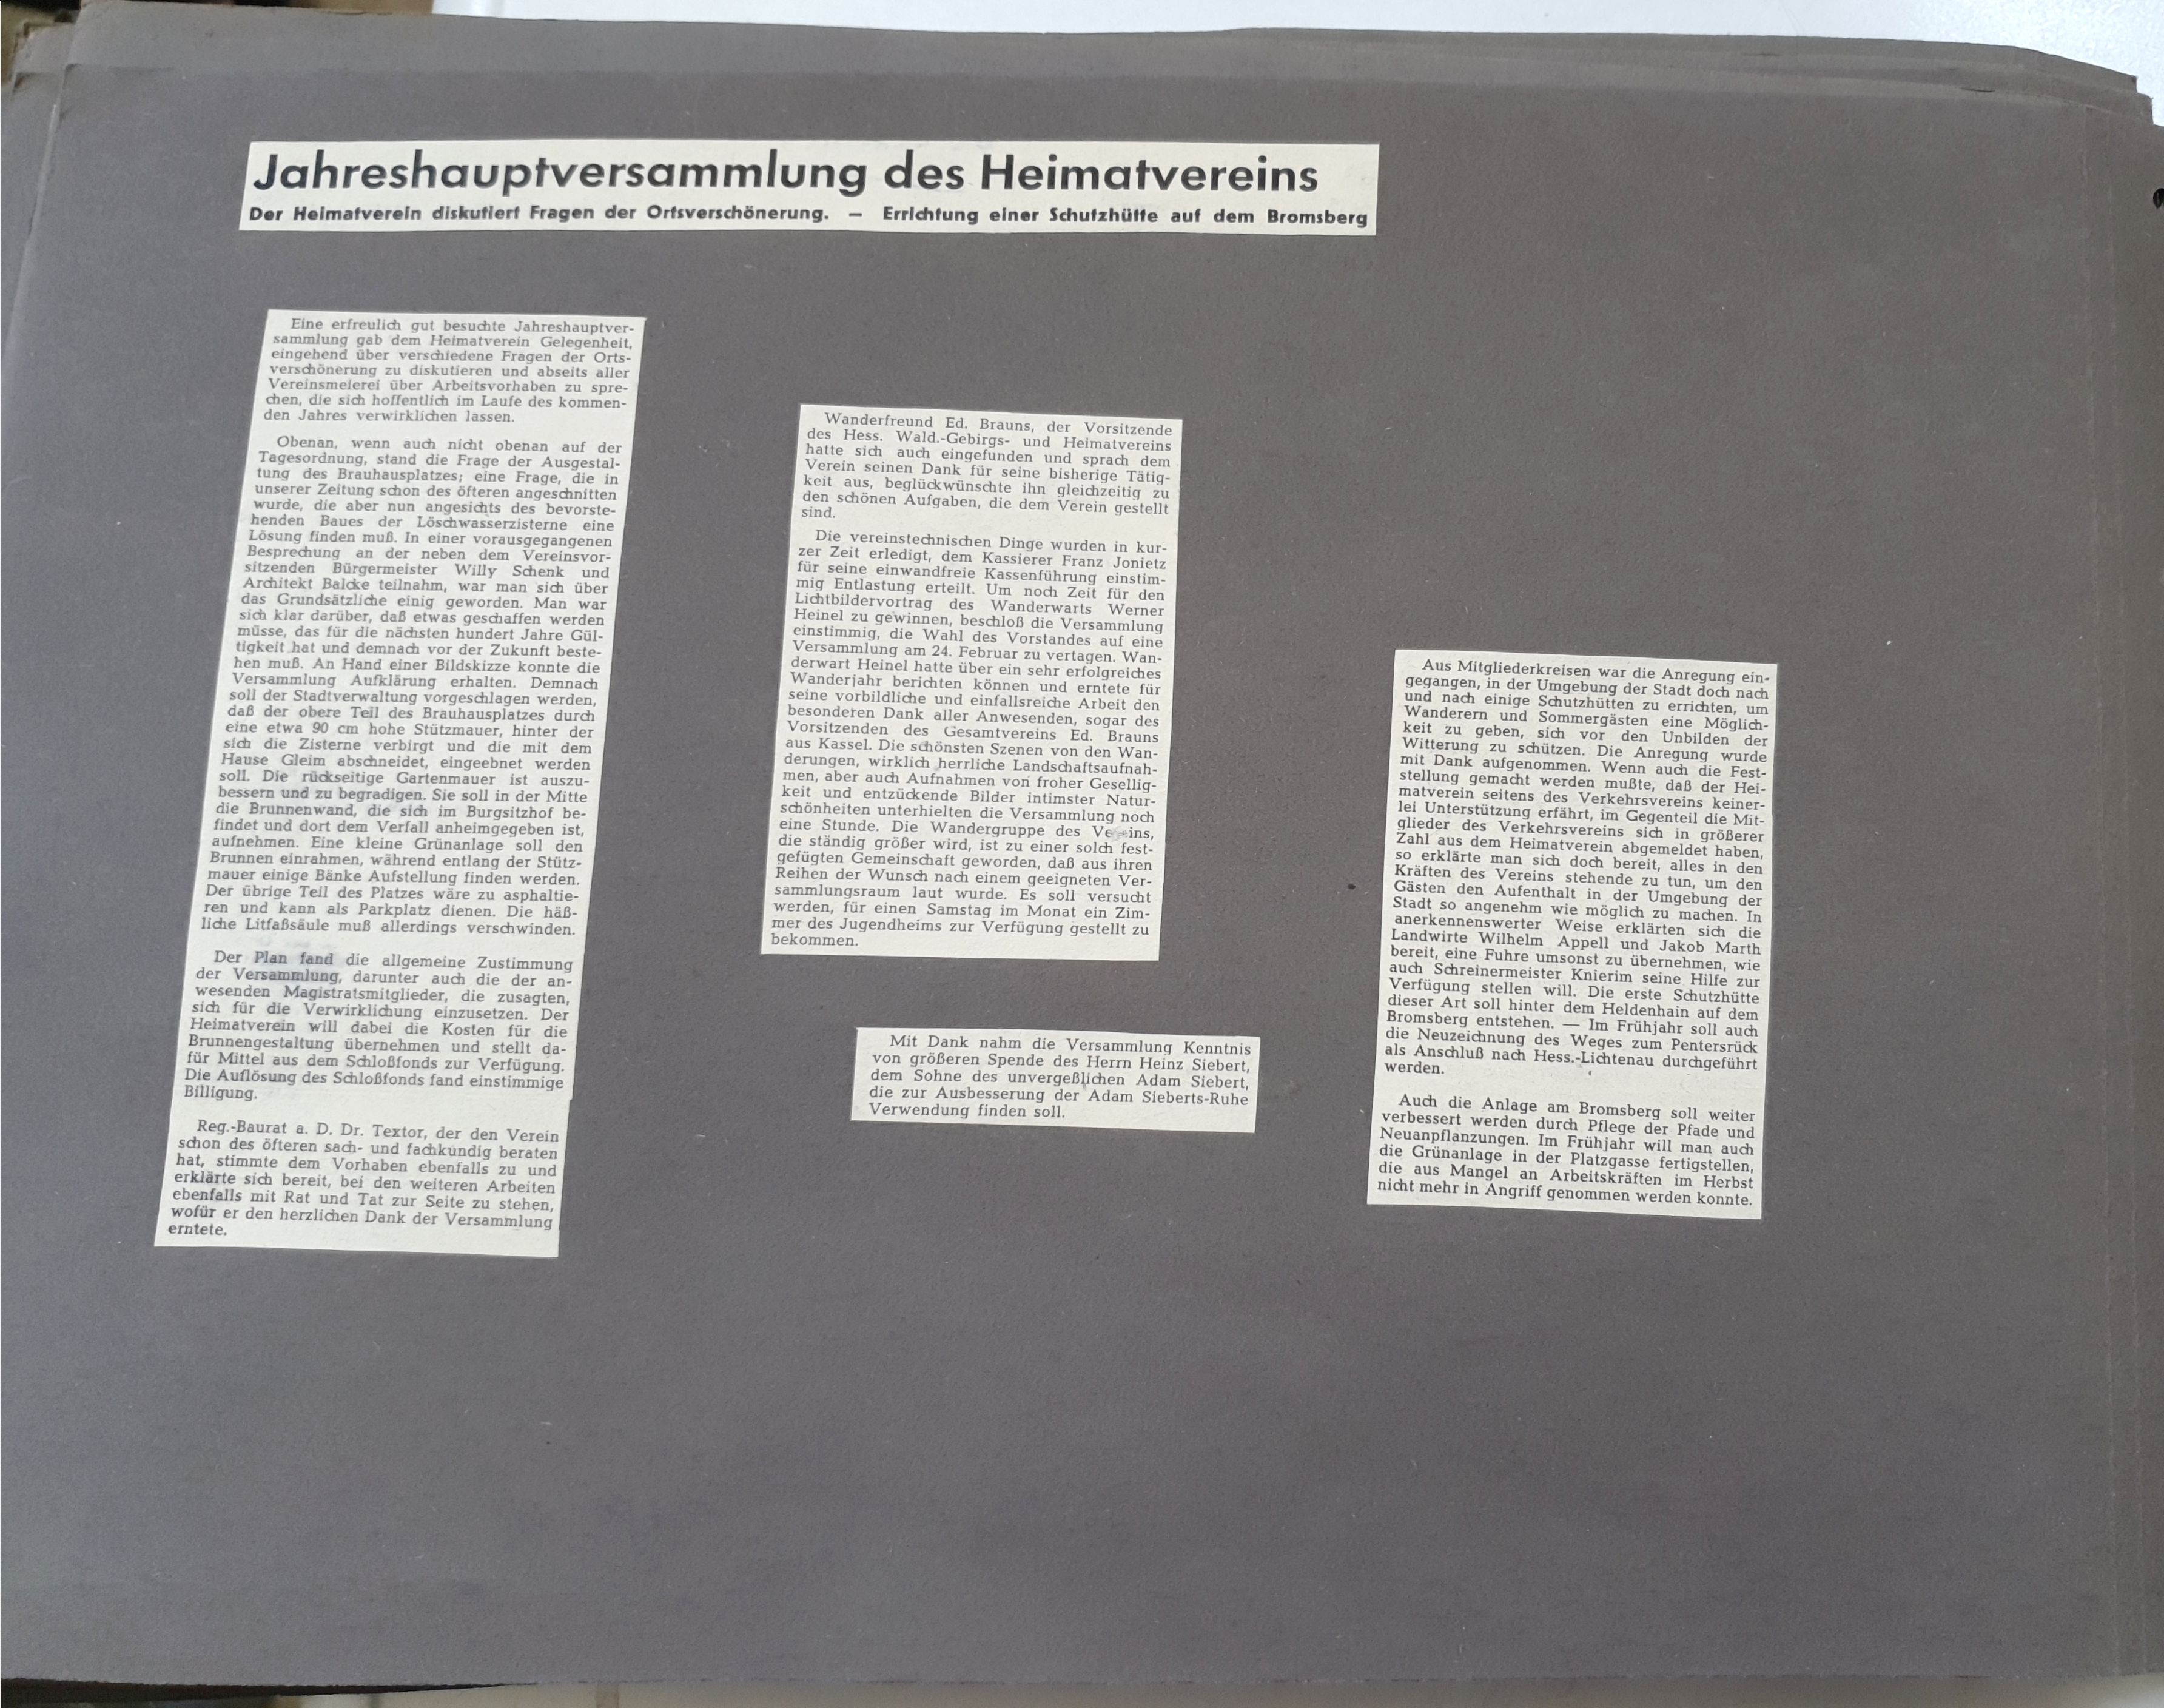 Jahreshauptversammlung des Heimatvereins
Der Heimatverein diskutiert Fragen der Ortsverschönerung. — Errichtung einer Schutzhütte auf dem Bromsberg
Eine erfreulich gut besuchte Jahreshauptver-
sammlung gab dem Heimatverein Gelegenheit,
eingehend über verschiedene Fragen der Orts-
verschönerung zu diskutieren und abseits aller
Vereinsmeierei über Arbeitsvorhaben zu spre-
chen, die sich hoffentlich im Laufe des kommen-
den Jahres verwirklichen lassen.
Obenan, wenn auch nicht obenan auf der
Tagesordnung, stand die Frage der Ausgestal-
tung des Brauhausplatzes; eine Frage, die in
unserer Zeitung schon des öfteren angeschnitten
wurde, die aber nun angesichts des bevorste-
henden Baues der Löschwasserzisterne eine
Lösung finden muß. In einer vorausgegangenen
Besprechung an der neben dem Vereinsvor-
sitzenden Bürgermeister Willy Schenk und
Architekt Balcke teilnahm, war man sich über
das Grundsätzliche einig geworden. Man war
sich klar darüber, daß etwas geschaffen werden
müsse, das für die nächsten hundert Jahre Gül-
tigkeit hat und demnach vor der Zukunft beste-
hen muß. An Hand einer Bildskizze konnte die
Versammlung Aufklärung erhalten. Demnach
soll der Stadtverwaltung vorgeschlagen werden,
daß der obere Teil des Brauhausplatzes durch
eine etwa 90 cm hohe Stützmauer, hinter der
sich die Zisterne verbirgt und die mit dem
Hause Gleim abschneidet, eingeebnet werden
soll. Die rückseitige Gartenmauer ist auszu-
bessern und zu begradigen. Sie soll in der Mitte
die Brunnenwand, die sich im Burgsitzhof be-
findet und dort dem Verfall anheimgegeben ist,
aufnehmen. Eine kleine Grünanlage soll den
Brunnen einrahmen, während entlang der Stütz-
mauer einige Bänke Aufstellung finden werden.
Der übrige Teil des Platzes wäre zu asphaltie-
ren und kann als Parkplatz dienen. Die häß-
liche Litfaßsäule muß allerdings verschwinden.
Der Plan fand die allgemeine Zustimmung
der Versammlung, darunter auch die der an-
wesenden Magistratsmitglieder, die zusagten,
sich für die Verwirklichung einzusetzen. Der
Heimatverein will dabei die Kosten für die
Brunnengestaltung übernehmen und stellt da-
für Mittel aus dem Schloßfonds zur Verfügung.
Die Auflösung des Schloßfonds fand einstimmige
Billigung.
Reg.-Baurat a. D. Dr. Textor, der den Verein
schon des öfteren sach- und fachkundig beraten
hat, stimmte dem Vorhaben ebenfalls zu und
erklärte sich bereit, bei den weiteren Arbeiten
ebenfalls mit Rat und Tat zur Seite zu stehen,
wofür er den herzlichen Dank der Versammlung
erntete.
Wanderfreund Ed. Brauns, der Vorsitzende
des Hess. Wald.-Gebirgs- und Heimatvereins
hatte sich auch eingefunden und sprach dem
Verein seinen Dank für seine bisherige Tätig-
keit aus, beglückwünschte ihn gleichzeitig zu
den schönen Aufgaben, die dem Verein gestellt
sind.
Die vereinstechnischen Dinge wurden in kur-
zer Zeit erledigt, dem Kassierer Franz Jonietz
für seine einwandfreie Kassenführung einstim-
mig Entlastung erteilt. Um noch Zeit für den
Lichtbildervortrag des Wanderwarts Werner
Heinel zu gewinnen, beschloß die Versammlung
einstimmig, die Wahl des Vorstandes auf eine
Versammlung am 24. Februar zu vertagen. Wan-
derwart Heinel hatte über ein sehr erfolgreiches
Wanderjahr berichten können und erntete für
seine vorbildliche und einfallsreiche Arbeit den
besonderen Dank aller Anwesenden, sogar des
Vorsitzenden des Gesamtvereins Ed. Brauns
aus Kassel. Die schönsten Szenen von den Wan-
derungen, wirklich herrliche Landschaftsaufnah-
men, aber auch Aufnahmen von froher Gesellig-
keit und entzückende Bilder intimster Natur-
schönheiten unterhielten die Versammlung noch
eine Stunde. Die Wandergruppe des Vereins,
die ständig größer wird, ist zu einer solch fest-
gefügten Gemeinschaft geworden, daß aus ihren
Reihen der Wunsch nach einem geeigneten Ver-
sammlungsraum laut wurde. Es soll versucht
werden, für einen Samstag im Monat ein Zim-
mer des Jugendheims zur Verfügung gestellt zu
bekommen.
Mit Dank nahm die Versammlung Kenntnis
von größeren Spende des Herrn Heinz Siebert,
dem Sohne des unvergeßlichen Adam Siebert,
die zur Ausbesserung der Adam Sieberts-Ruhe
Verwendung finden soll.
Aus Mitgliederkreisen war die Anregung ein-
gegangen, in der Umgebung der Stadt doch nach
und nach einige Schutzhütten zu errichten, um
Wanderern und Sommergästen eine Möglich-
keit zu geben, sich vor den Unbilden der
Witterung zu schützen. Die Anregung wurde
mit Dank aufgenommen. Wenn auch die Fest-
stellung gemacht werden mußte, daß der Hei-
matverein seitens des Verkehrsvereins keiner-
lei Unterstützung erfährt, im Gegenteil die Mit-
glieder des Verkehrsvereins sich in größerer
Zahl aus dem Heimatverein abgemeldet haben,
so erklärte man sich doch bereit, alles in den
Kräften des Vereins stehende zu tun, um den
Gästen den Aufenthalt in der Umgebung der
Stadt so angenehm wie möglich zu machen. In
anerkennenswerter Weise erklärten sich die
Landwirte Wilhelm Appell und Jakob Marth
bereit, eine Fuhre umsonst zu übernehmen, wie
auch Schreinermeister Knierim seine Hilfe zur
Verfügung stellen will. Die erste Schutzhütte
dieser Art soll hinter dem Heldenhain auf dem
Bromsberg entstehen. — Im Frühjahr soll auch
die Neuzeichnung des Weges zum Pentersrück
als Anschluß nach Hess.-Lichtenau durchgeführt
werden.
Auch die Anlage am Bromsberg soll weiter
verbessert werden durch Pflege der Pfade und
Neuanpflanzungen. Im Frühjahr will man auch
die Grünanlage in der Platzgasse fertigstellen,
die aus Mangel an Arbeitskräften im Herbst
nicht mehr in Angriff genommen werden konnte.